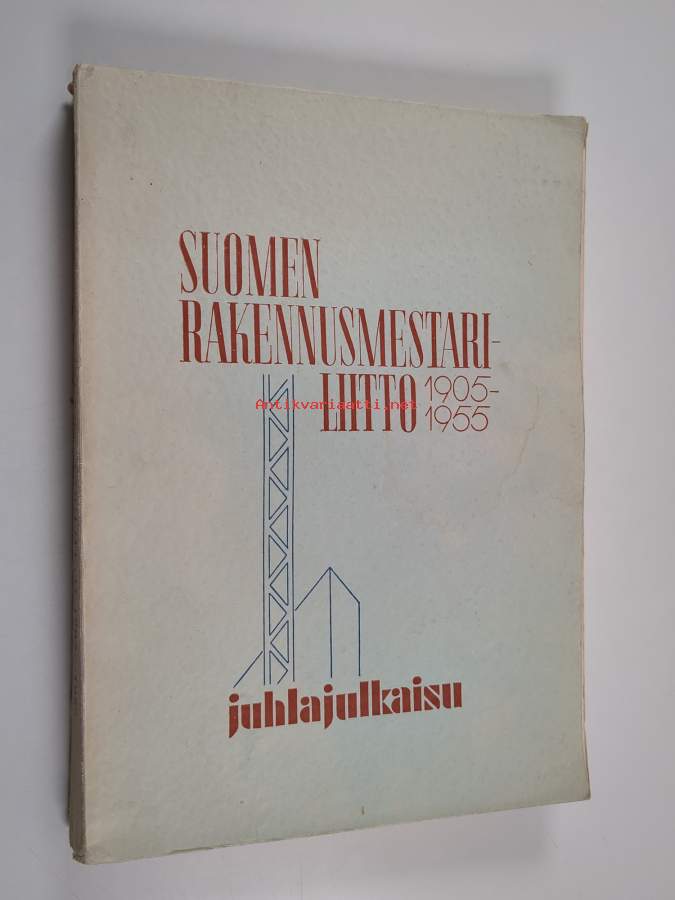 SUOMEN
RAKENNUSMESTARI-
LIITTO 1905-
1955
Antikvariaatti.net
juhlajulkaisu